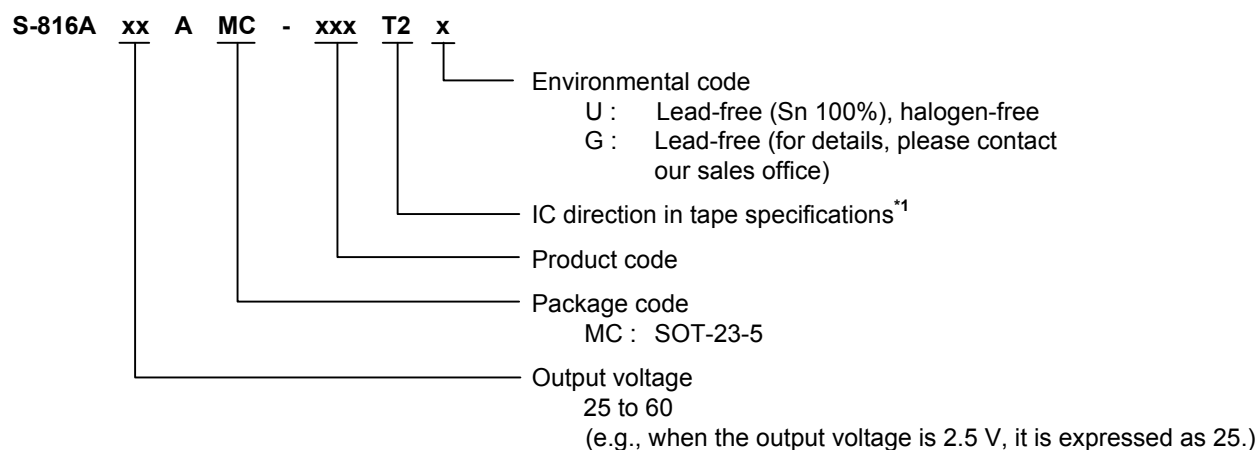 S-816A xx A MC - xxx T2 x
Environmental code
U : Lead-free (Sn 100%), halogen-free
G : Lead-free (for details, please contact
our sales office)
IC direction in tape specifications*1
Product code
Package code
MC : SOT-23-5
Output voltage
25 to 60
(e.g., when the output voltage is 2.5 V, it is expressed as 25.)